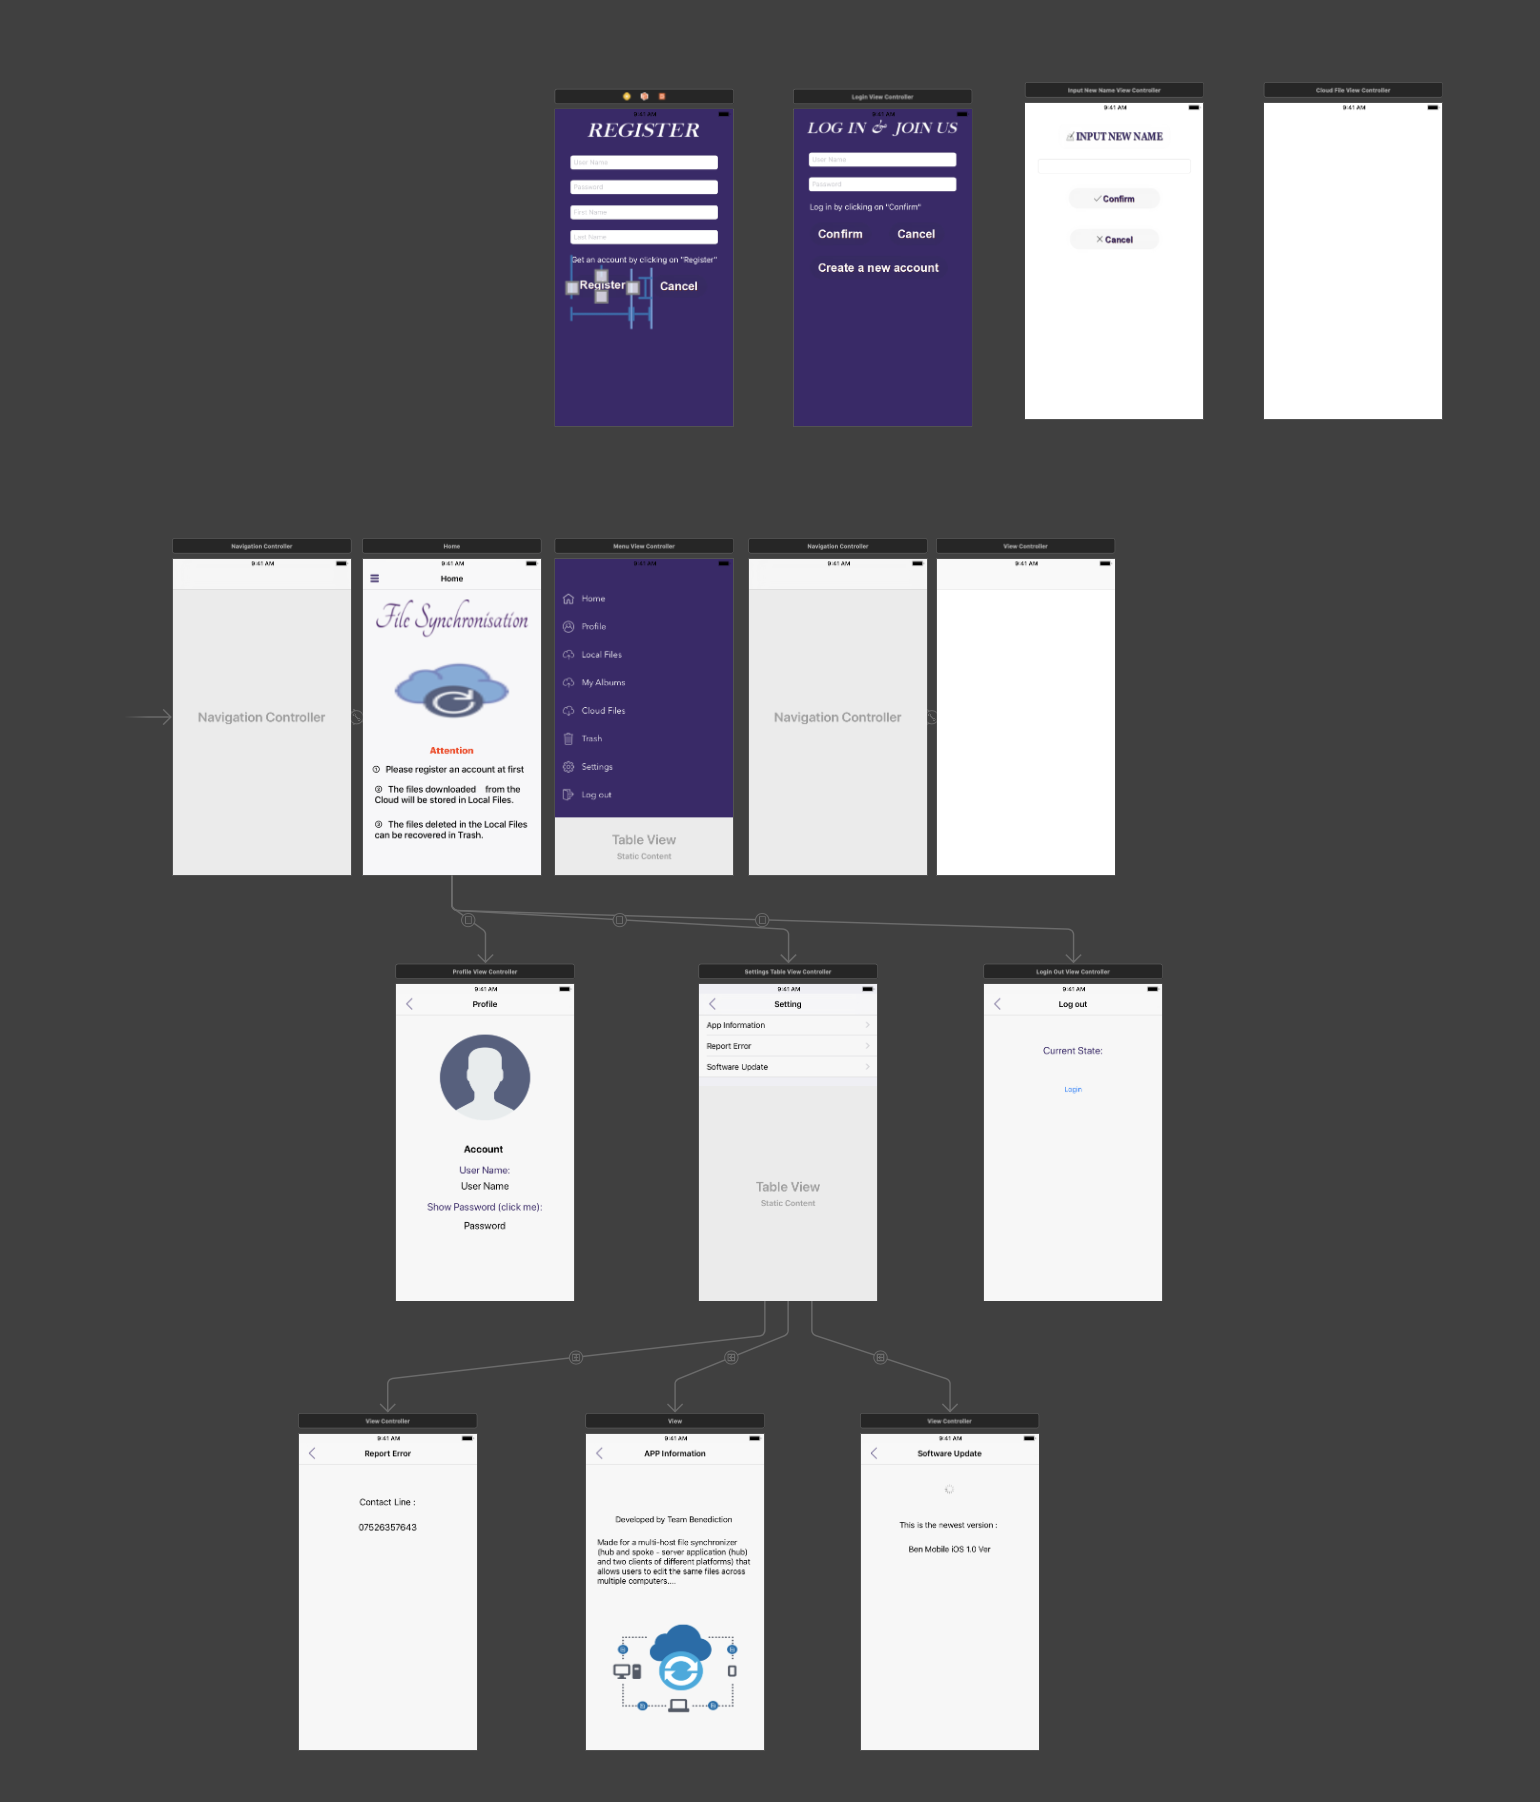 Login View Controller
Input New Name View Controller
Cloud File View Controller
9:41 AM
REGISTER
User Name
Password
First Name
Last Name
Get an account by clicking on "Register"
Register
Cancel
9:41 AM
LOG IN & JOIN US
User Name
Password
Log in by clicking on "Confirm"
Confirm
Cancel
Create a new account
9:41 AM
INPUT NEW NAME
Confirm
Cancel
9:41 AM
Navigation Controller
Home
Menu View Controller
Navigation Controller
View Controller
9:41 AM
Navigation Controller
9:41 AM
Home
File Synchronisation
Attention
① Please register an account at first
② The files downloaded from the
Cloud will be stored in Local Files.
③ The files deleted in the Local Files
can be recovered in Trash.
9:41 AM
Home
Profile
Local Files
My Albums
Cloud Files
Trash
Settings
Log out
Table View
Static Content
9:41 AM
Navigation Controller
9:41 AM
Profile View Controller
9:41 AM
Profile
Account
User Name:
User Name
Show Password (click me):
Password
Settings Table View Controller
9:41 AM
Setting
App Information
Report Error
Software Update
Table View
Static Content
Login Out View Controller
9:41 AM
Log out
Current State:
Login
View Controller
9:41 AM
Report Error
Contact Line :
07526357643
View
9:41 AM
APP Information
Developed by Team Benediction
Made for a multi-host file synchronizer
(hub and spoke - server application (hub)
and two clients of different platforms) that
allows users to edit the same files across
multiple computers....
View Controller
9:41 AM
Software Update
This is the newest version :
Ben Mobile iOS 1.0 Ver